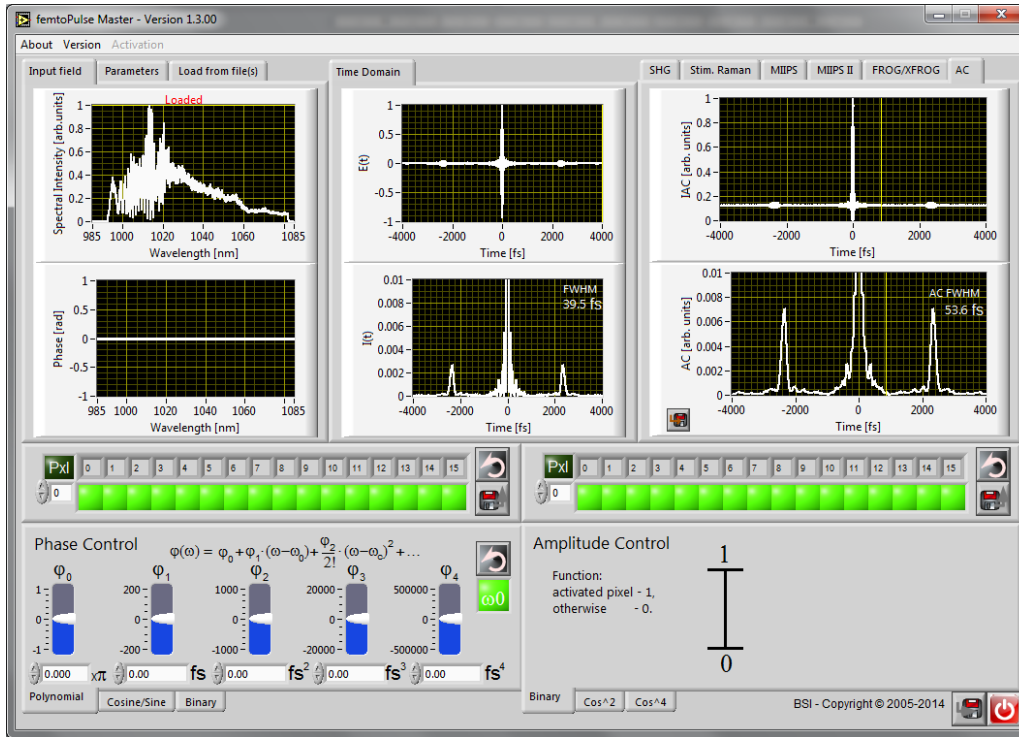 femtoPulse Master - Version 1.3.00
About Version Activation
Input field Parameters Load from file(s) Time Domain SHG Stim. Raman MIIPS MIIPS II FROG/XFROG AC
Loaded
Spectral Intensity [arb.units]
1
0.8
0.6
0.4
0.2
0
985 1000 1020 1040 1060 1085
Wavelength [nm]
E(t)
1
0.5
0
-0.5
-1
-4000 -2000 0 2000 4000
Time [fs]
IAC [arb. units]
1
0.8
0.6
0.4
0.2
0
-4000 -2000 0 2000 4000
Time [fs]
Phase [rad]
1
0.5
0
-0.5
-1
985 1000 1020 1040 1060 1085
Wavelength [nm]
I(t)
0.01
0.008
0.006
0.004
0.002
0
FWHM
39.5 fs
-4000 -2000 0 2000 4000
Time [fs]
AC [arb. units]
0.01
0.008
0.006
0.004
0.002
0
AC FWHM
53.6 fs
-4000 -2000 0 2000 4000
Time [fs]
Pxl 0 1 2 3 4 5 6 7 8 9 10 11 12 13 14 15
0
Pxl 0 1 2 3 4 5 6 7 8 9 10 11 12 13 14 15
0
Phase Control φ(ω) = φ₀+φ₁·(ω−ω₀)+φ₂/2!·(ω−ω₀)²+...
φ₀ φ₁ φ₂ φ₃ φ₄
1 200 1000 20000 500000
0 0 0 0 0
-1 -200 -1000 -20000 -500000
ω0
0.000 xπ 0.00 fs 0.00 fs² 0.00 fs³ 0.00 fs⁴
Polynomial Cosine/Sine Binary
Amplitude Control
Function:
activated pixel - 1,
otherwise - 0.
1
0
Binary Cos^2 Cos^4
BSI - Copyright © 2005-2014